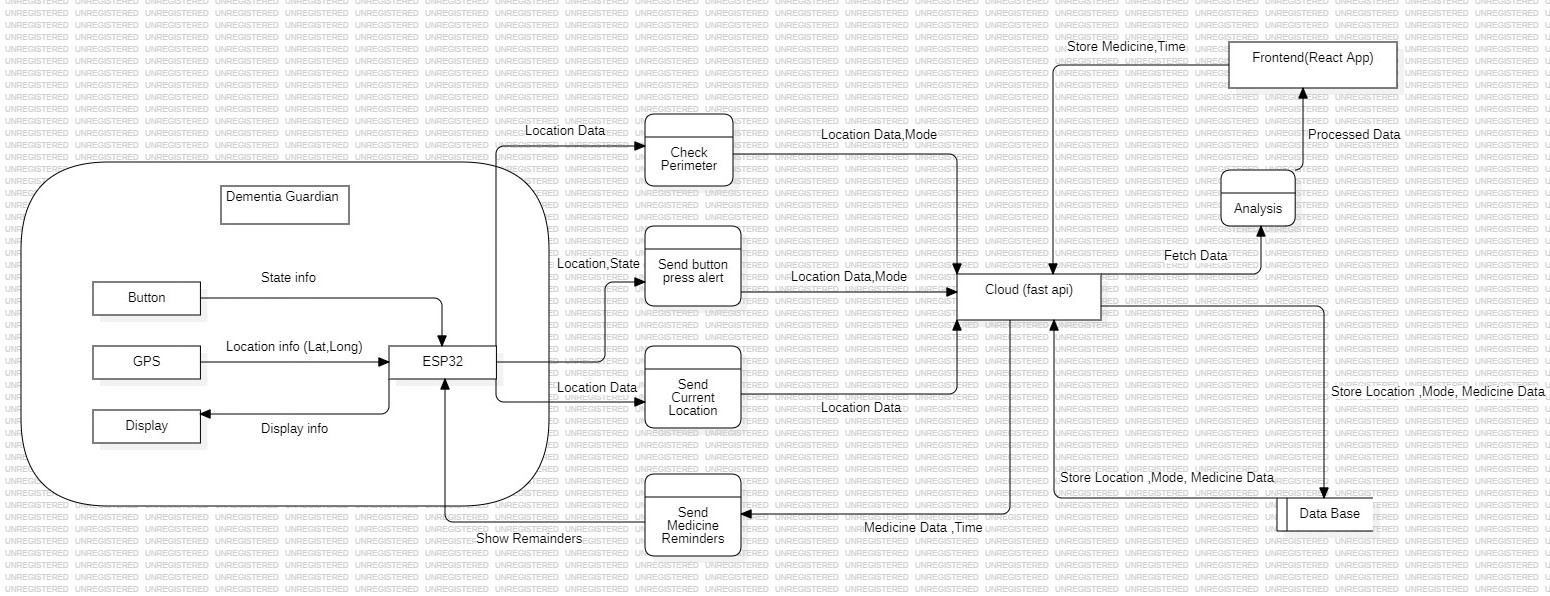 Store Medicine,Time
Frontend(React App)
Location Data
Location Data,Mode
Processed Data
Check
Perimeter
Dementia Guardian
Analysis
Location,State
Send button
press alert
Fetch Data
State info
Location Data,Mode
Cloud (fast api)
Button
Location info (Lat,Long)
GPS
ESP32
Location Data
Send
Current
Location
Store Location ,Mode, Medicine Data
Location Data
Display
Display info
Store Location ,Mode, Medicine Data
Send
Medicine
Reminders
Data Base
Medicine Data ,Time
Show Remainders
UNREGISTERED